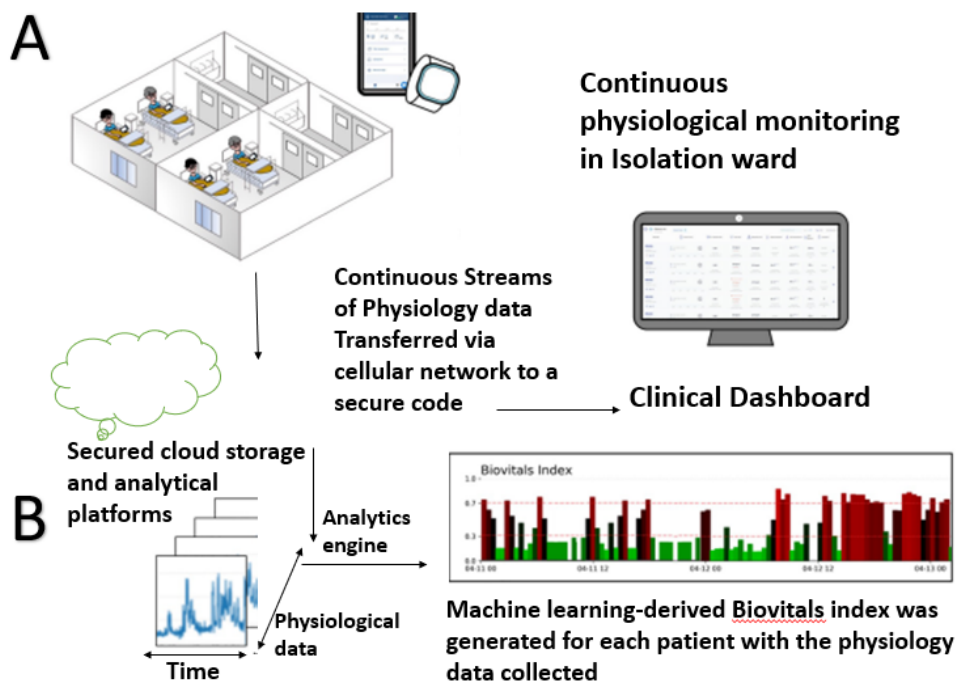 A
Continuous
physiological monitoring
in Isolation ward
Continuous Streams
of Physiology data
Transferred via
cellular network to a
secure code
Clinical Dashboard
Secured cloud storage
and analytical
platforms
B
Analytics
engine
Physiological
data
Time
Biovitals Index
1.0
0.7
0.3
0.0
04-11 00
04-11 12
04-12 00
04-12 12
04-13 00
Machine learning-derived Biovitals index was
generated for each patient with the physiology
data collected